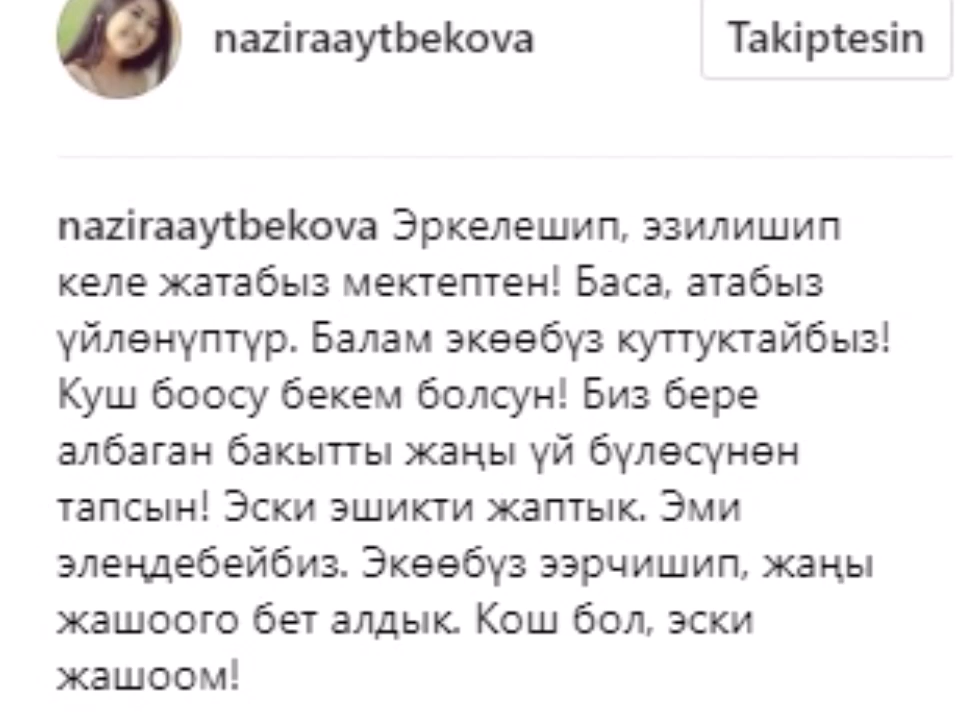 naziraaytbekova
Takiptesin
naziraaytbekova Эркелешип, эзилишип
келе жатабыз мектептен! Баса, атабыз
үйлөнүптүр. Балам экөөбүз куттуктайбыз!
Куш боосу бекем болсун! Биз бере
албаган бакытты жаңы үй бүлөсүнөн
тапсын! Эски эшикти жаптык. Эми
элеңдебейбиз. Экөөбүз ээрчишип, жаңы
жашоого бет алдык. Кош бол, эски
жашоом!